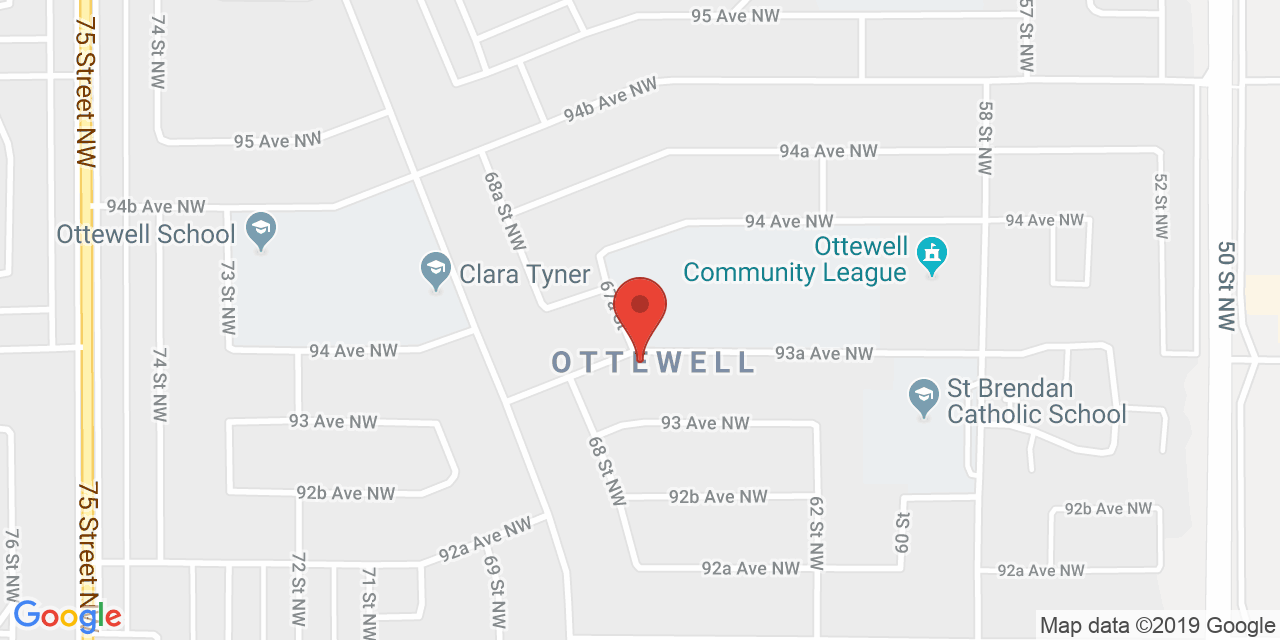 95 Ave NW
57 St NW
74 St NW
75 Street NW
94b Ave NW
95 Ave NW
58 St NW
94a Ave NW
68a St NW
52 St NW
94b Ave NW
94 Ave NW
94 Ave NW
Ottewell School
Ottewell
Community League
50 St NW
73 St NW
Clara Tyner
67a St
94 Ave NW
OTTEWELL
93a Ave NW
74 St NW
St Brendan
Catholic School
93 Ave NW
93 Ave NW
68 St NW
92b Ave NW
92b Ave NW
75 Street NW
62 St NW
60 St
92b Ave NW
76 St NW
92a Ave NW
72 St NW
71 St NW
69 St NW
92a Ave NW
92a Ave NW
Google
Map data ©2019 Google